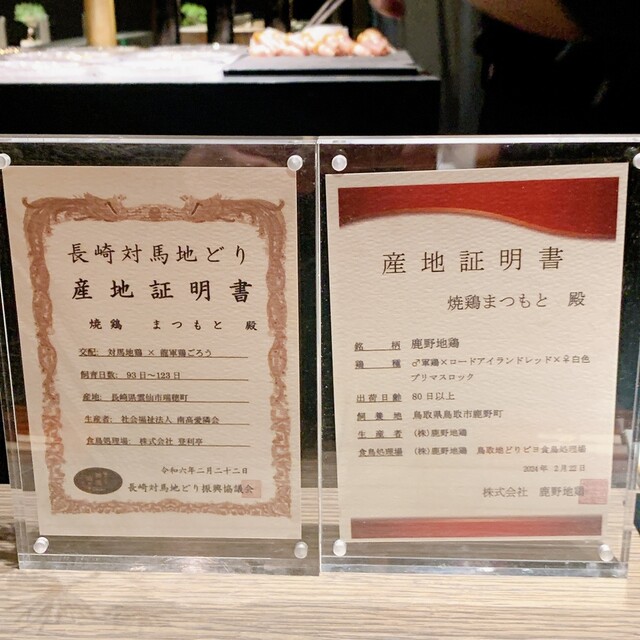 長崎対馬地どり
産地証明書
焼鶏 まつもと 殿
交配: 対馬地鶏 × 龍軍鶏ごろう
飼育日数: 93日～123日
産地: 長崎県雲仙市瑞穂町
生産者: 社会福祉法人 南高愛隣会
食鳥処理場: 株式会社 登利亭
令和六年二月二十二日
長崎対馬地どり振興協議会
産地証明書
焼鶏まつもと 殿
銘柄 鹿野地鶏
鶏種 ♂軍鶏×ロードアイランドレッド×♀白色
プリマスロック
出荷日齢 80日以上
飼養地 鳥取県鳥取市鹿野町
生産者 (株)鹿野地鶏
食鳥処理場 (株)鹿野地鶏 鳥取地どりピヨ食鳥処理場
2024年 2月22日
株式会社 鹿野地鶏